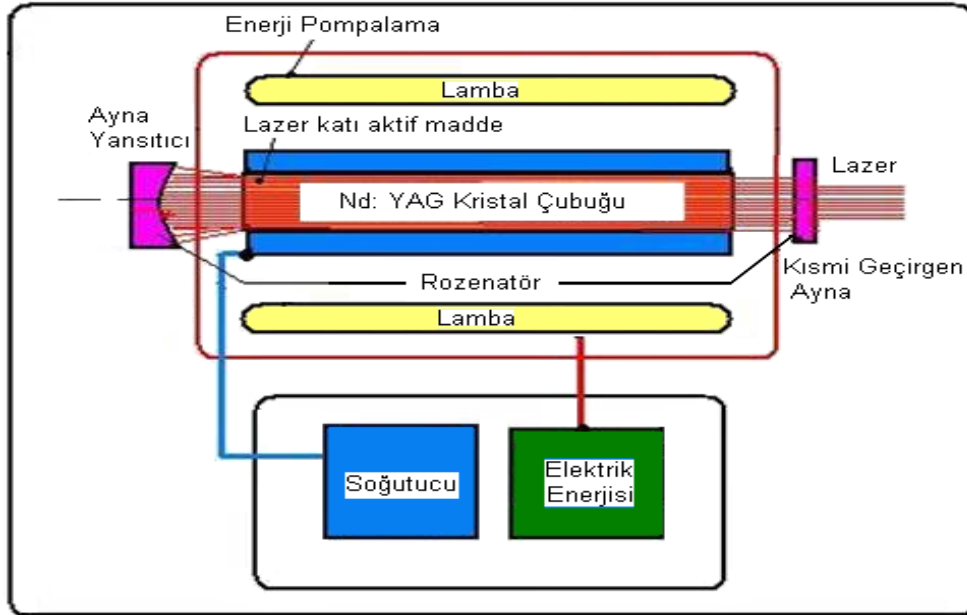 Enerji Pompalama
Lamba
Ayna
Yansıtıcı
Lazer katı aktif madde
Lazer
Nd: YAG Kristal Çubuğu
Rozenatör
Kısmi Geçirgen
Ayna
Lamba
Soğutucu
Elektrik
Enerjisi